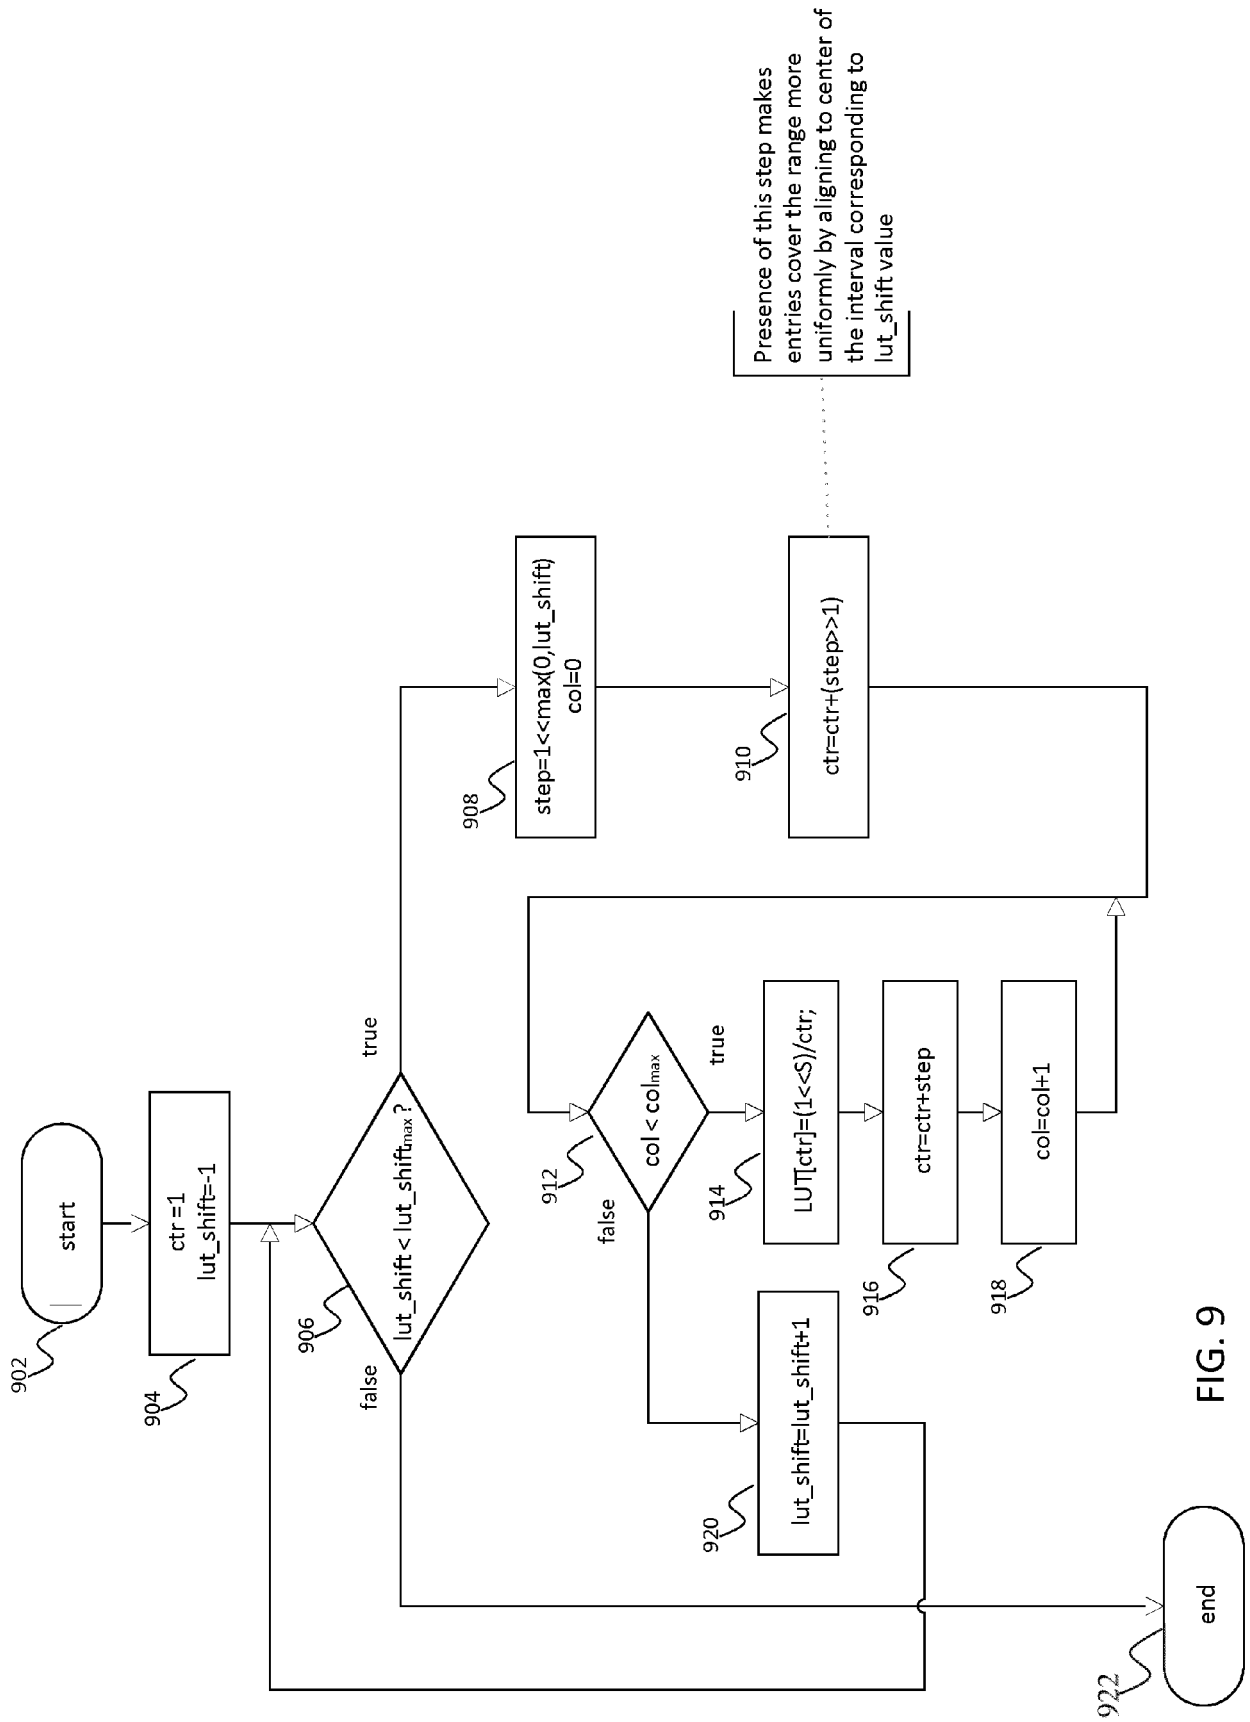 902
start
904
ctr =1
lut_shift=-1
906
lut_shift < lut_shiftmax ?
true
false
908
step=1<<max(0,lut_shift)
col=0
910
ctr=ctr+(step>>1)
Presence of this step makes
entries cover the range more
uniformly by aligning to center of
the interval corresponding to
lut_shift value
912
col < colmax
true
false
914
LUT[ctr]=(1<<S)/ctr;
916
ctr=ctr+step
918
col=col+1
920
lut_shift=lut_shift+1
922
end
FIG. 9